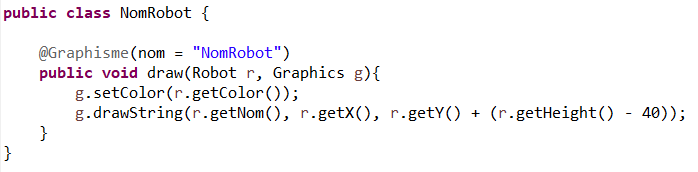 public class NomRobot {
@Graphisme(nom = "NomRobot")
public void draw(Robot r, Graphics g){
g.setColor(r.getColor());
g.drawString(r.getNom(), r.getX(), r.getY() + (r.getHeight() - 40));
}
}